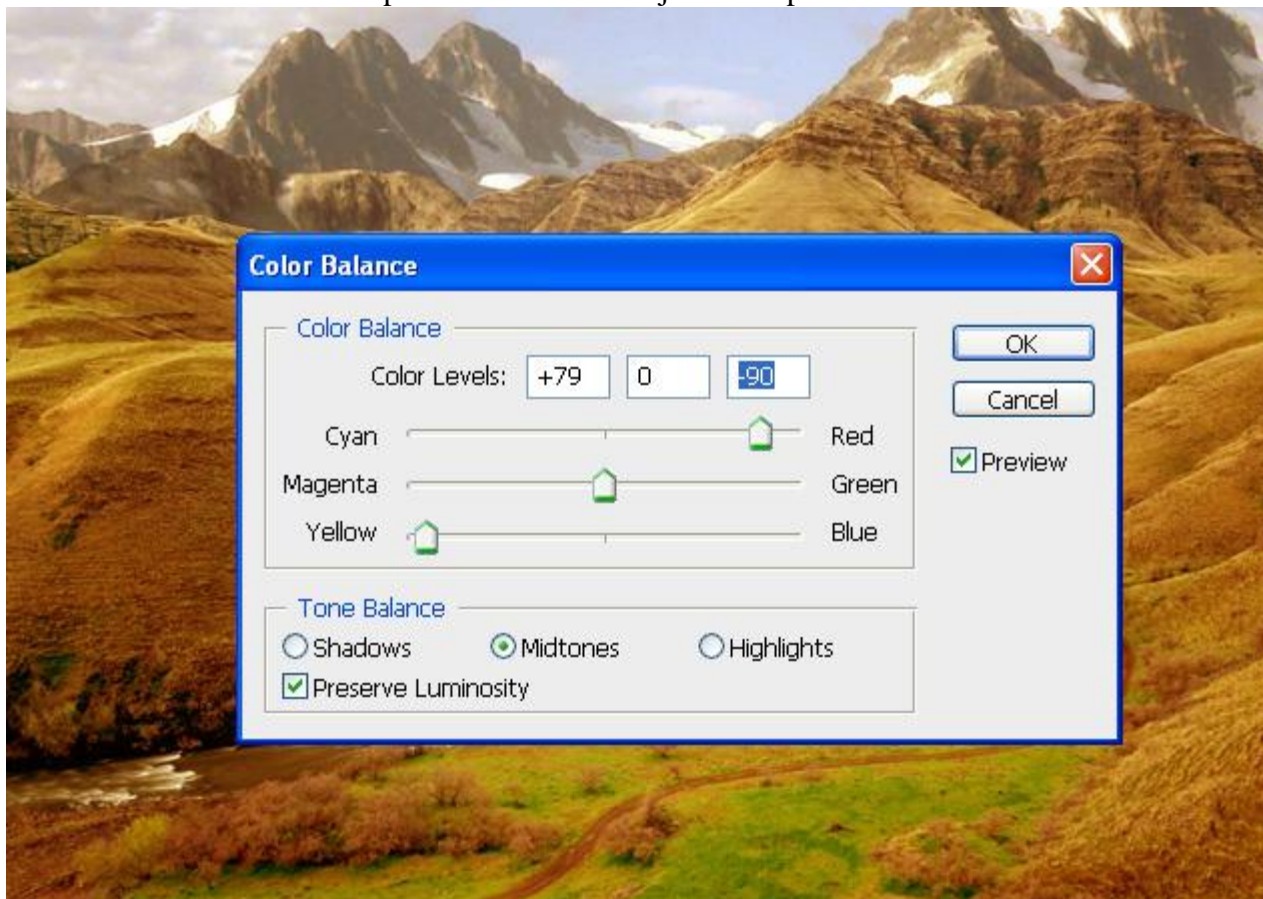 Color Balance
Color Balance
Color Levels: +79 0 -90
Cyan Red
Magenta Green
Yellow Blue
Tone Balance
Shadows Midtones Highlights
Preserve Luminosity
OK
Cancel
Preview